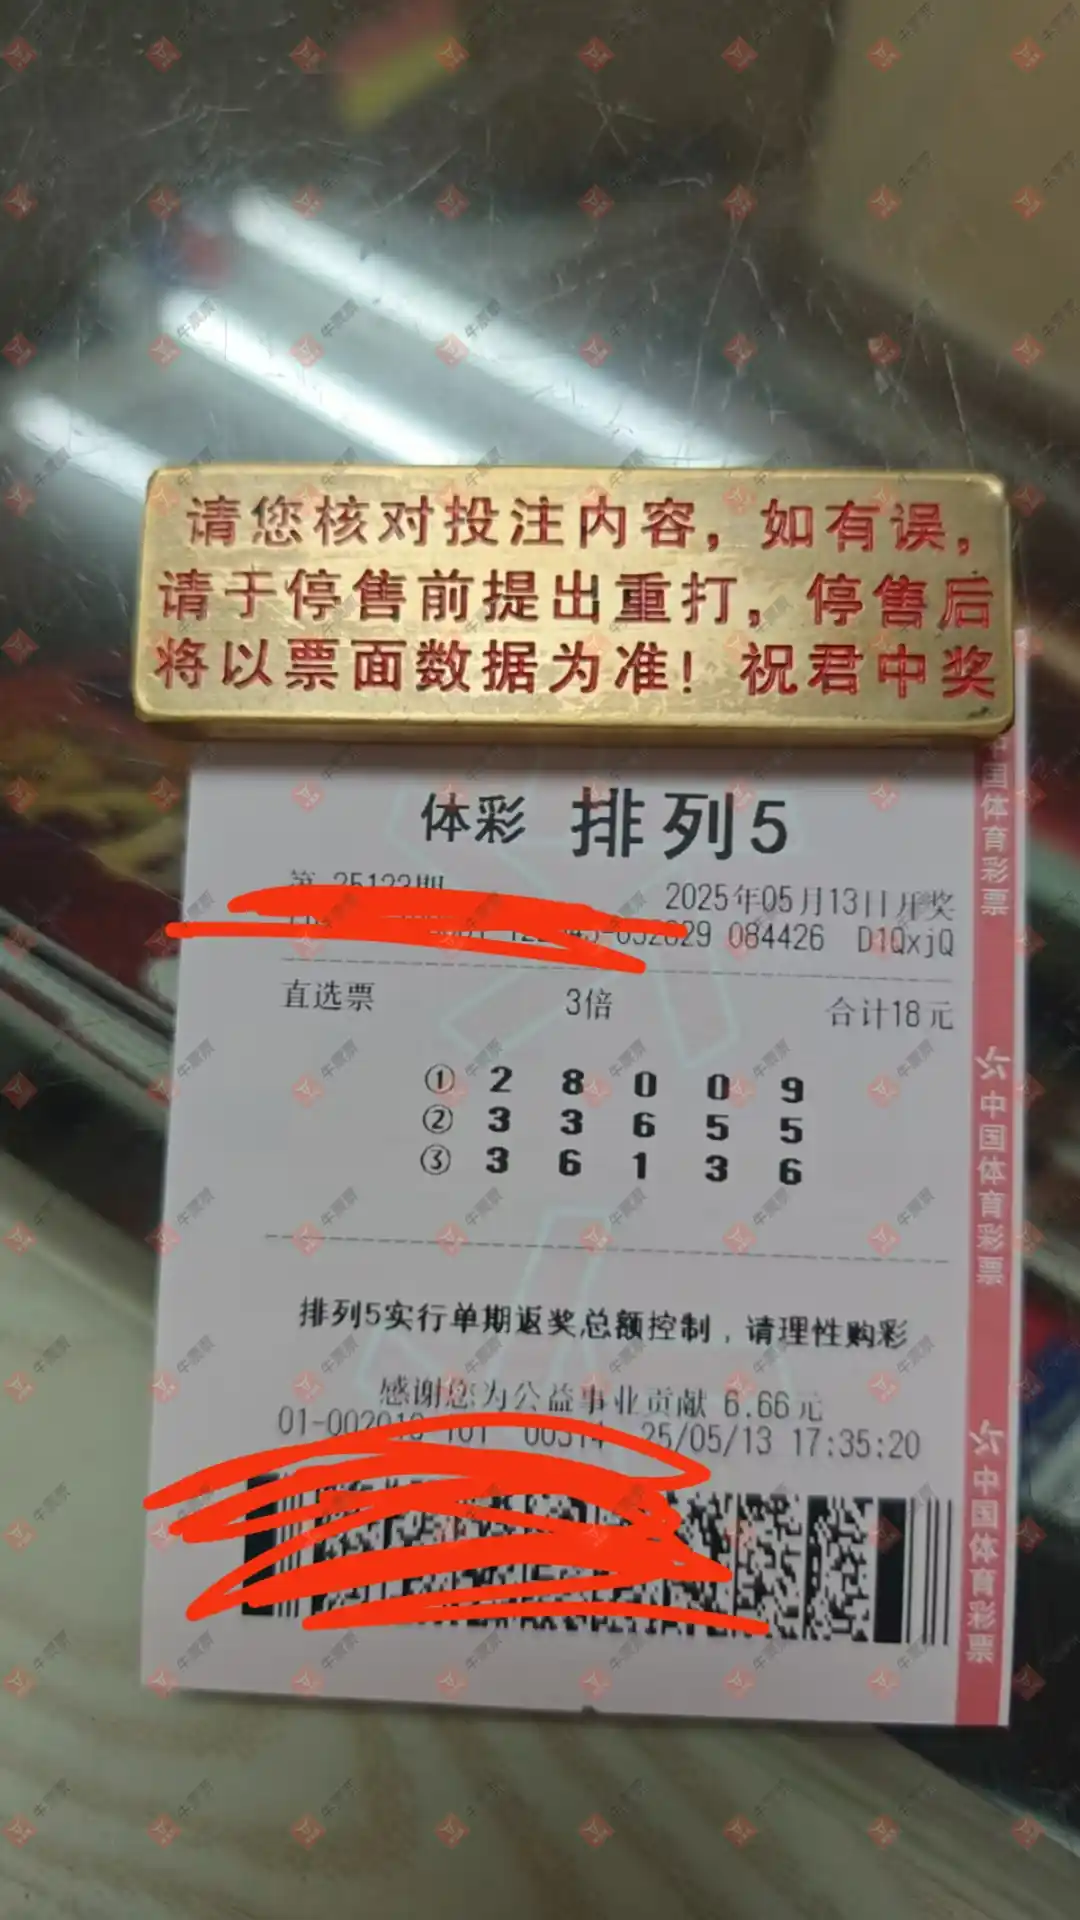 请您核对投注内容，如有误，
请于停售前提出重打，停售后
将以票面数据为准！祝君中奖
体彩 排列5
2025年05月13日开奖
29 084426 D1QxjQ
直选票 3倍 合计18元
① 2 8 0 0 9
② 3 3 6 5 5
③ 3 6 1 3 6
排列5实行单期返奖总额控制，请理性购彩
感谢您为公益事业贡献 6.66元
25/05/13 17:35:20
中国体育彩票
中国体育彩票
中国体育彩票
牛票票